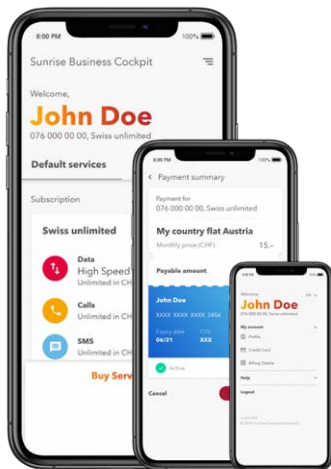 8:00 PM
100%
Sunrise Business Cockpit
Welcome,
John Doe
076 000 00 00, Swiss unlimited
Default services
Subscription
Swiss unlimited
Data
High Speed
Unlimited in CH
Calls
Unlimited in CH
SMS
Unlimited in CH
Buy Serv
8:00 PM
100%
Payment summary
Payment for
076 000 00 00, Swiss unlimited
My country flat Austria
Monthly price (CHF)
15.–
Payable amount
John Doe
XXXX XXXX XXXX 2456
Expiry date
CVV
06/21
XXX
Active
Cancel
Welcome
EN
John Doe
076 000 00 00, Swiss unlimited
My account
Profile
Credit Card
Billing Details
Help
Logout